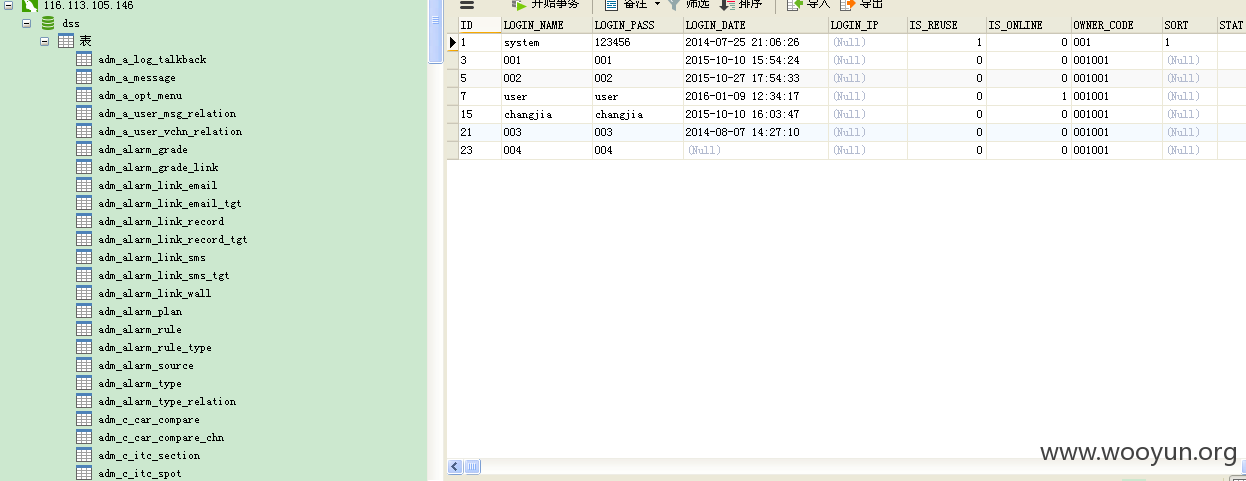 116.113.105.146
dss
表
adm_a_log_talkback
adm_a_message
adm_a_opt_menu
adm_a_user_msg_relation
adm_a_user_vchn_relation
adm_alarm_grade
adm_alarm_grade_link
adm_alarm_link_email
adm_alarm_link_email_tgt
adm_alarm_link_record
adm_alarm_link_record_tgt
adm_alarm_link_sms
adm_alarm_link_sms_tgt
adm_alarm_link_wall
adm_alarm_plan
adm_alarm_rule
adm_alarm_rule_type
adm_alarm_source
adm_alarm_type
adm_alarm_type_relation
adm_c_car_compare
adm_c_car_compare_chn
adm_c_itc_section
adm_c_itc_spot
开始事务 备注 筛选 排序 导入 导出
ID LOGIN_NAME LOGIN_PASS LOGIN_DATE LOGIN_IP IS_REUSE IS_ONLINE OWNER_CODE SORT STAT
1 system 123456 2014-07-25 21:06:26 (Null) 1 0 001 1
3 001 001 2015-10-10 15:54:24 (Null) 0 0 001001 (Null)
5 002 002 2015-10-27 17:54:33 (Null) 0 0 001001 (Null)
7 user user 2016-01-09 12:34:17 (Null) 0 1 001001 (Null)
15 changjia changjia 2015-10-10 16:03:47 (Null) 0 0 001001 (Null)
21 003 003 2014-08-07 14:27:10 (Null) 0 0 001001 (Null)
23 004 004 (Null) (Null) 0 0 001001 (Null)
www.wooyun.org